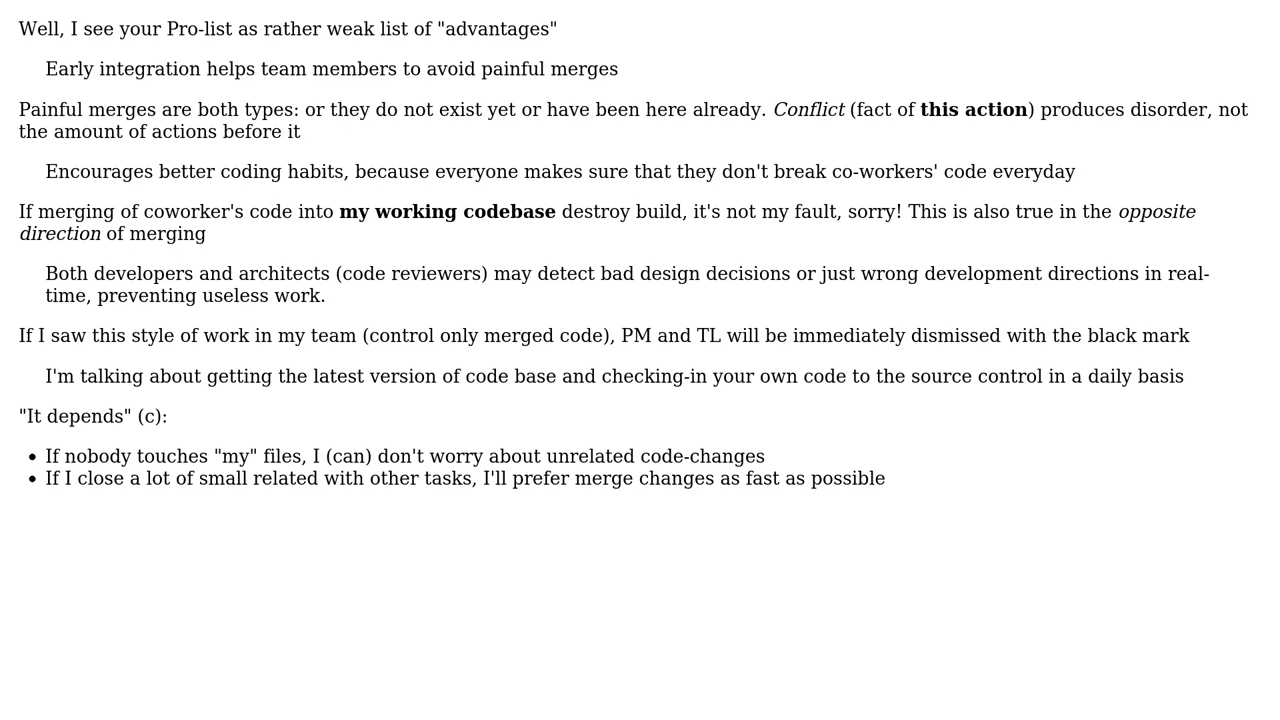 Well, I see your Pro-list as rather weak list of "advantages"
Early integration helps team members to avoid painful merges
Painful merges are both types: or they do not exist yet or have been here already. Conflict (fact of this action) produces disorder, not
the amount of actions before it
Encourages better coding habits, because everyone makes sure that they don't break co-workers' code everyday
If merging of coworker's code into my working codebase destroy build, it's not my fault, sorry! This is also true in the opposite
direction of merging
Both developers and architects (code reviewers) may detect bad design decisions or just wrong development directions in real-
time, preventing useless work.
If I saw this style of work in my team (control only merged code), PM and TL will be immediately dismissed with the black mark
I'm talking about getting the latest version of code base and checking-in your own code to the source control in a daily basis
"It depends" (c):
• If nobody touches "my" files, I (can) don't worry about unrelated code-changes
• If I close a lot of small related with other tasks, I'll prefer merge changes as fast as possible